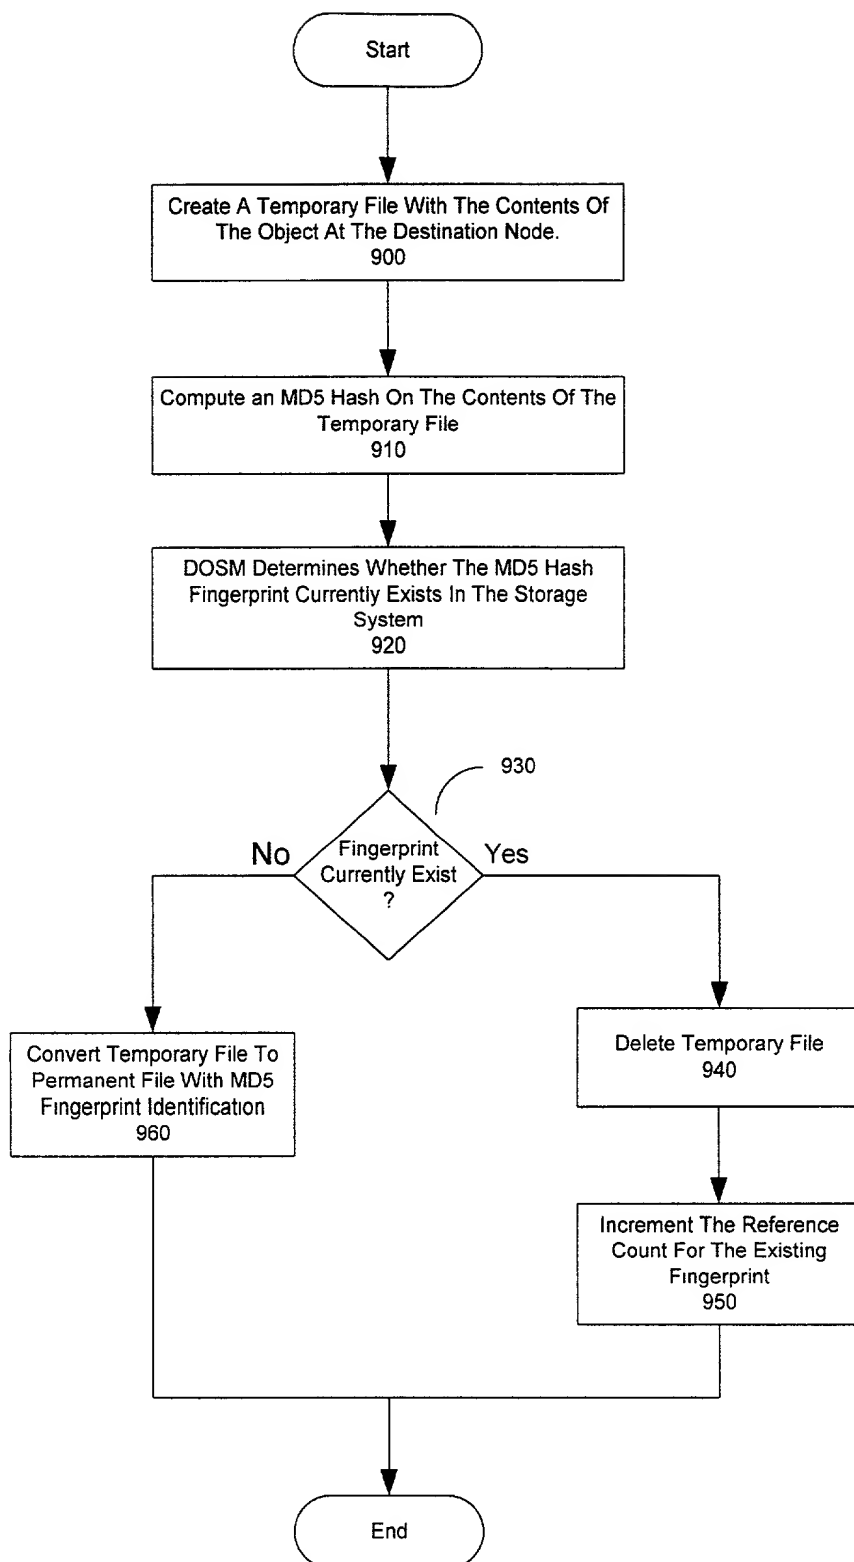 Start
Create A Temporary File With The Contents Of
The Object At The Destination Node.
900
Compute an MD5 Hash On The Contents Of The
Temporary File
910
DOSM Determines Whether The MD5 Hash
Fingerprint Currently Exists In The Storage
System
920
930
No
Fingerprint
Currently Exist
?
Yes
Convert Temporary File To
Permanent File With MD5
Fingerprint Identification
960
Delete Temporary File
940
Increment The Reference
Count For The Existing
Fingerprint
950
End